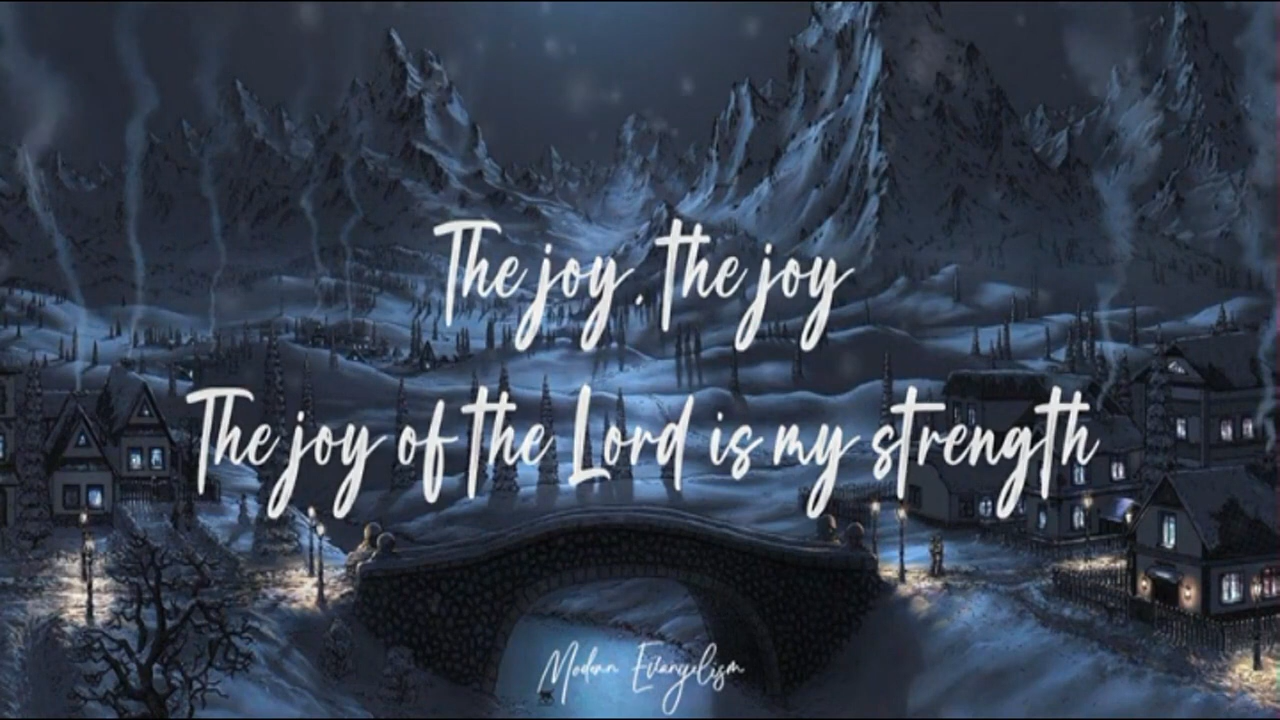 The joy, the joy
The joy of the Lord is my strength
Modern Evangelism